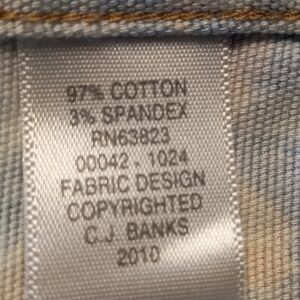 97% COTTON
3% SPANDEX
RN63823
00042 . 1024
FABRIC DESIGN
COPYRIGHTED
C.J. BANKS
2010